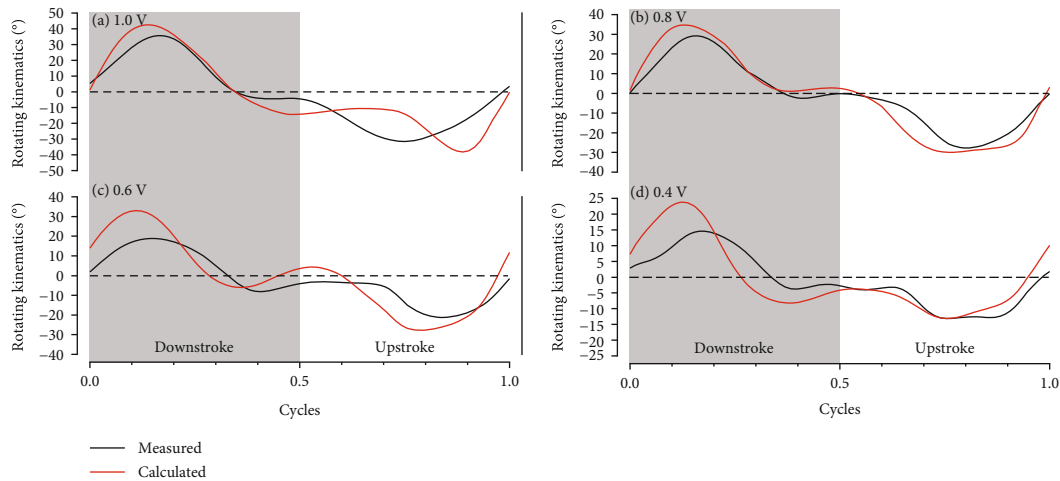 (a) 1.0 V
Rotating kinematics (°)
50
40
30
20
10
0
−10
−20
−30
−40
−50
(b) 0.8 V
Rotating kinematics (°)
40
30
20
10
0
−10
−20
−30
−40
(c) 0.6 V
Rotating kinematics (°)
40
30
20
10
0
−10
−20
−30
−40
Downstroke
Upstroke
0.0
0.5
1.0
Cycles
(d) 0.4 V
Rotating kinematics (°)
25
20
15
10
5
0
−5
−10
−15
−20
−25
Downstroke
Upstroke
0.0
0.5
1.0
Cycles
Measured
Calculated